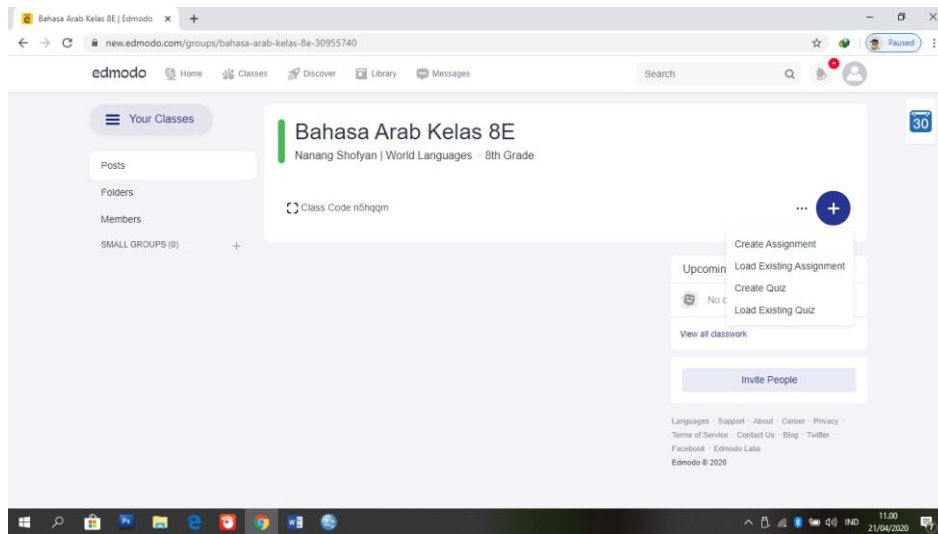 Bahasa Arab Kelas 8E | Edmodo
new.edmodo.com/groups/bahasa-arab-kelas-8e-30955740
Paused
edmodo Home Classes Discover Library Messages Search
Your Classes
Bahasa Arab Kelas 8E
Nanang Shofyan | World Languages · 8th Grade
Posts
Folders
Members
SMALL GROUPS (0) +
Class Code n5hqqm
Create Assignment
Load Existing Assignment
Create Quiz
Load Existing Quiz
Upcomin
No
View all classwork
Invite People
Languages · Support · About · Career · Privacy ·
Terms of Service · Contact Us · Blog · Twitter ·
Facebook · Edmodo Labs
Edmodo © 2020
30
IND
11.00
21/04/2020